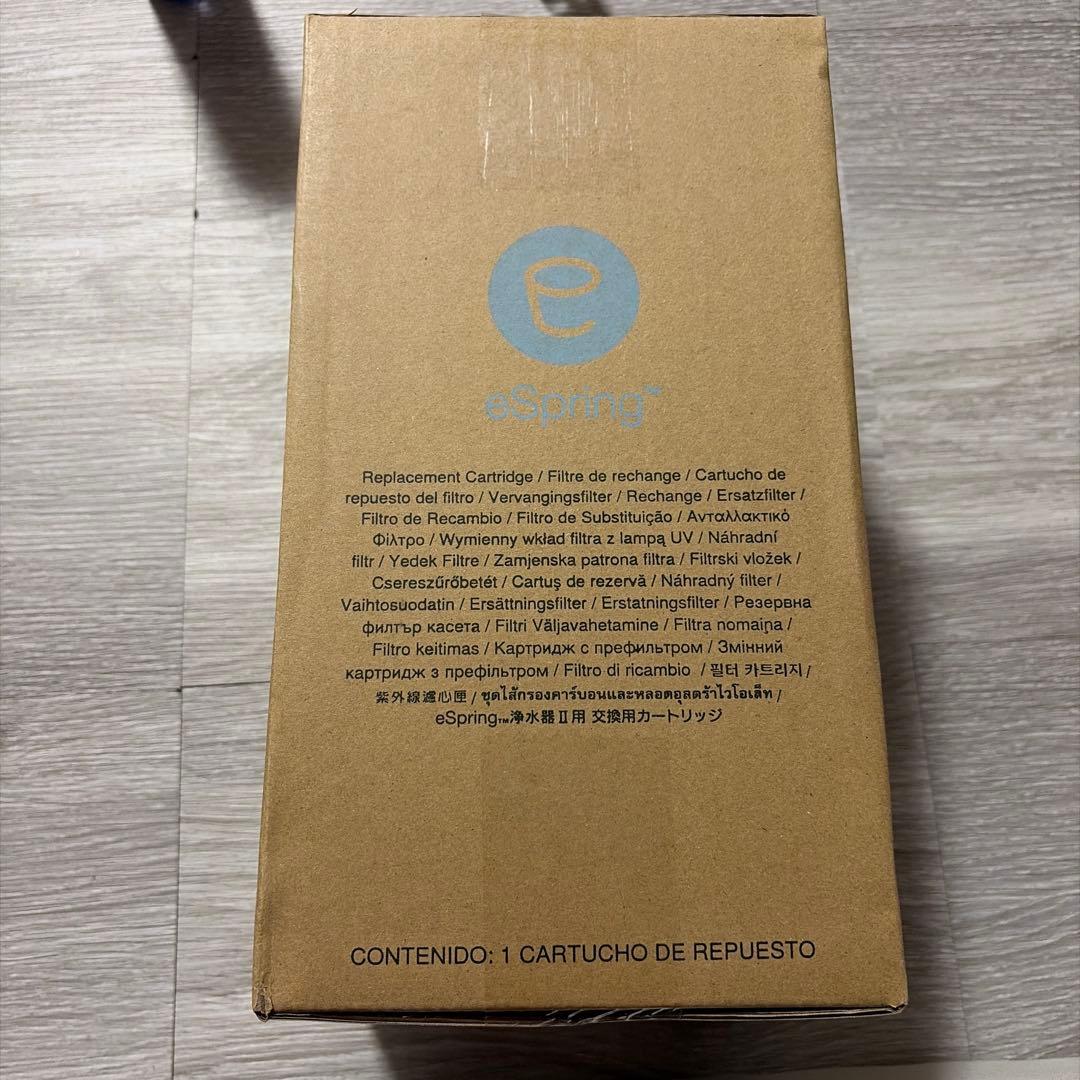 eSpring™
Replacement Cartridge / Filtre de rechange / Cartucho de
repuesto del filtro / Vervangingsfilter / Rechange / Ersatzfilter /
Filtro de Recambio / Filtro de Substituição / Ανταλλακτικό
Φίλτρο / Wymienny wkład filtra z lampą UV / Náhradní
filtr / Yedek Filtre / Zamjenska patrona filtra / Filtrski vložek /
Csereszűrőbetét / Cartuş de rezervă / Náhradný filter /
Vaihtosuodatin / Ersättningsfilter / Erstatningsfilter / Резервна
филтър касета / Filtri Väljavahetamine / Filtra nomaiņa /
Filtro keitimas / Картридж с префильтром / Змінний
картридж з префільтром / Filtro di ricambio / 필터 카트리지 /
紫外線濾心匣 / ชุดไส้กรองคาร์บอนและหลอดอุลตร้าไวโอเล็ท /
eSpring™浄水器Ⅱ用 交換用カートリッジ
CONTENIDO: 1 CARTUCHO DE REPUESTO